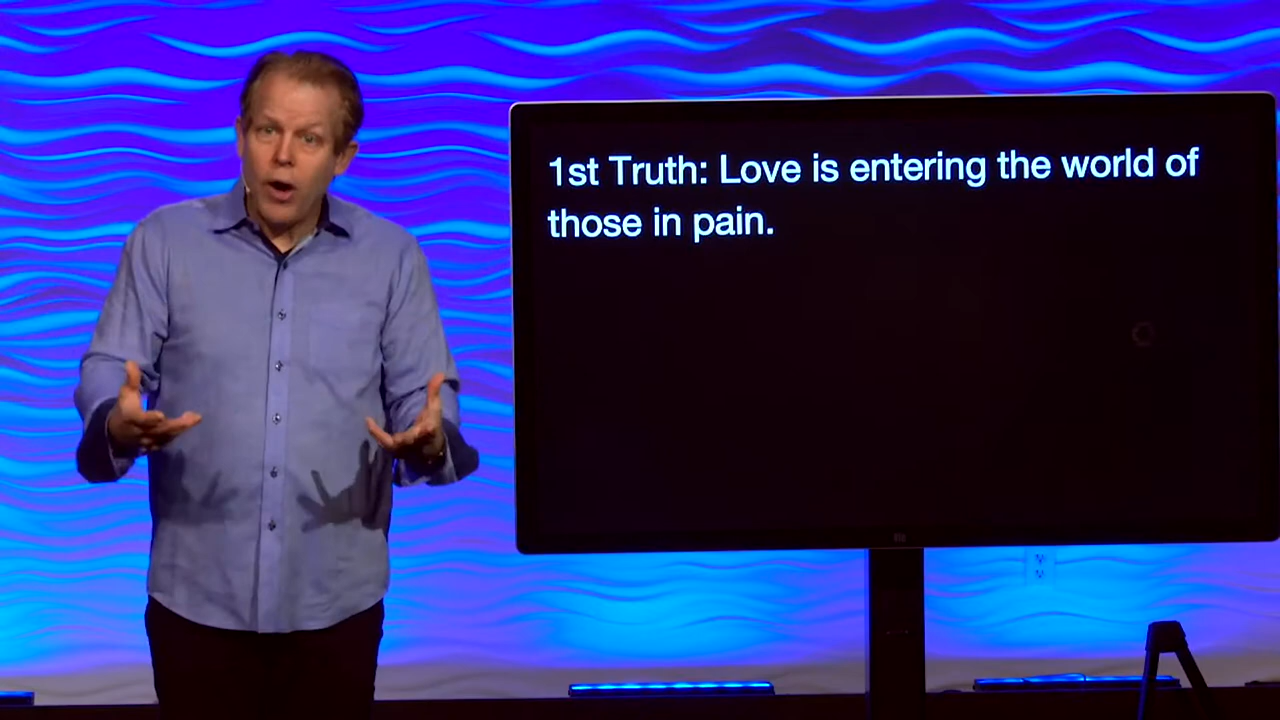 1st Truth: Love is entering the world of
those in pain.